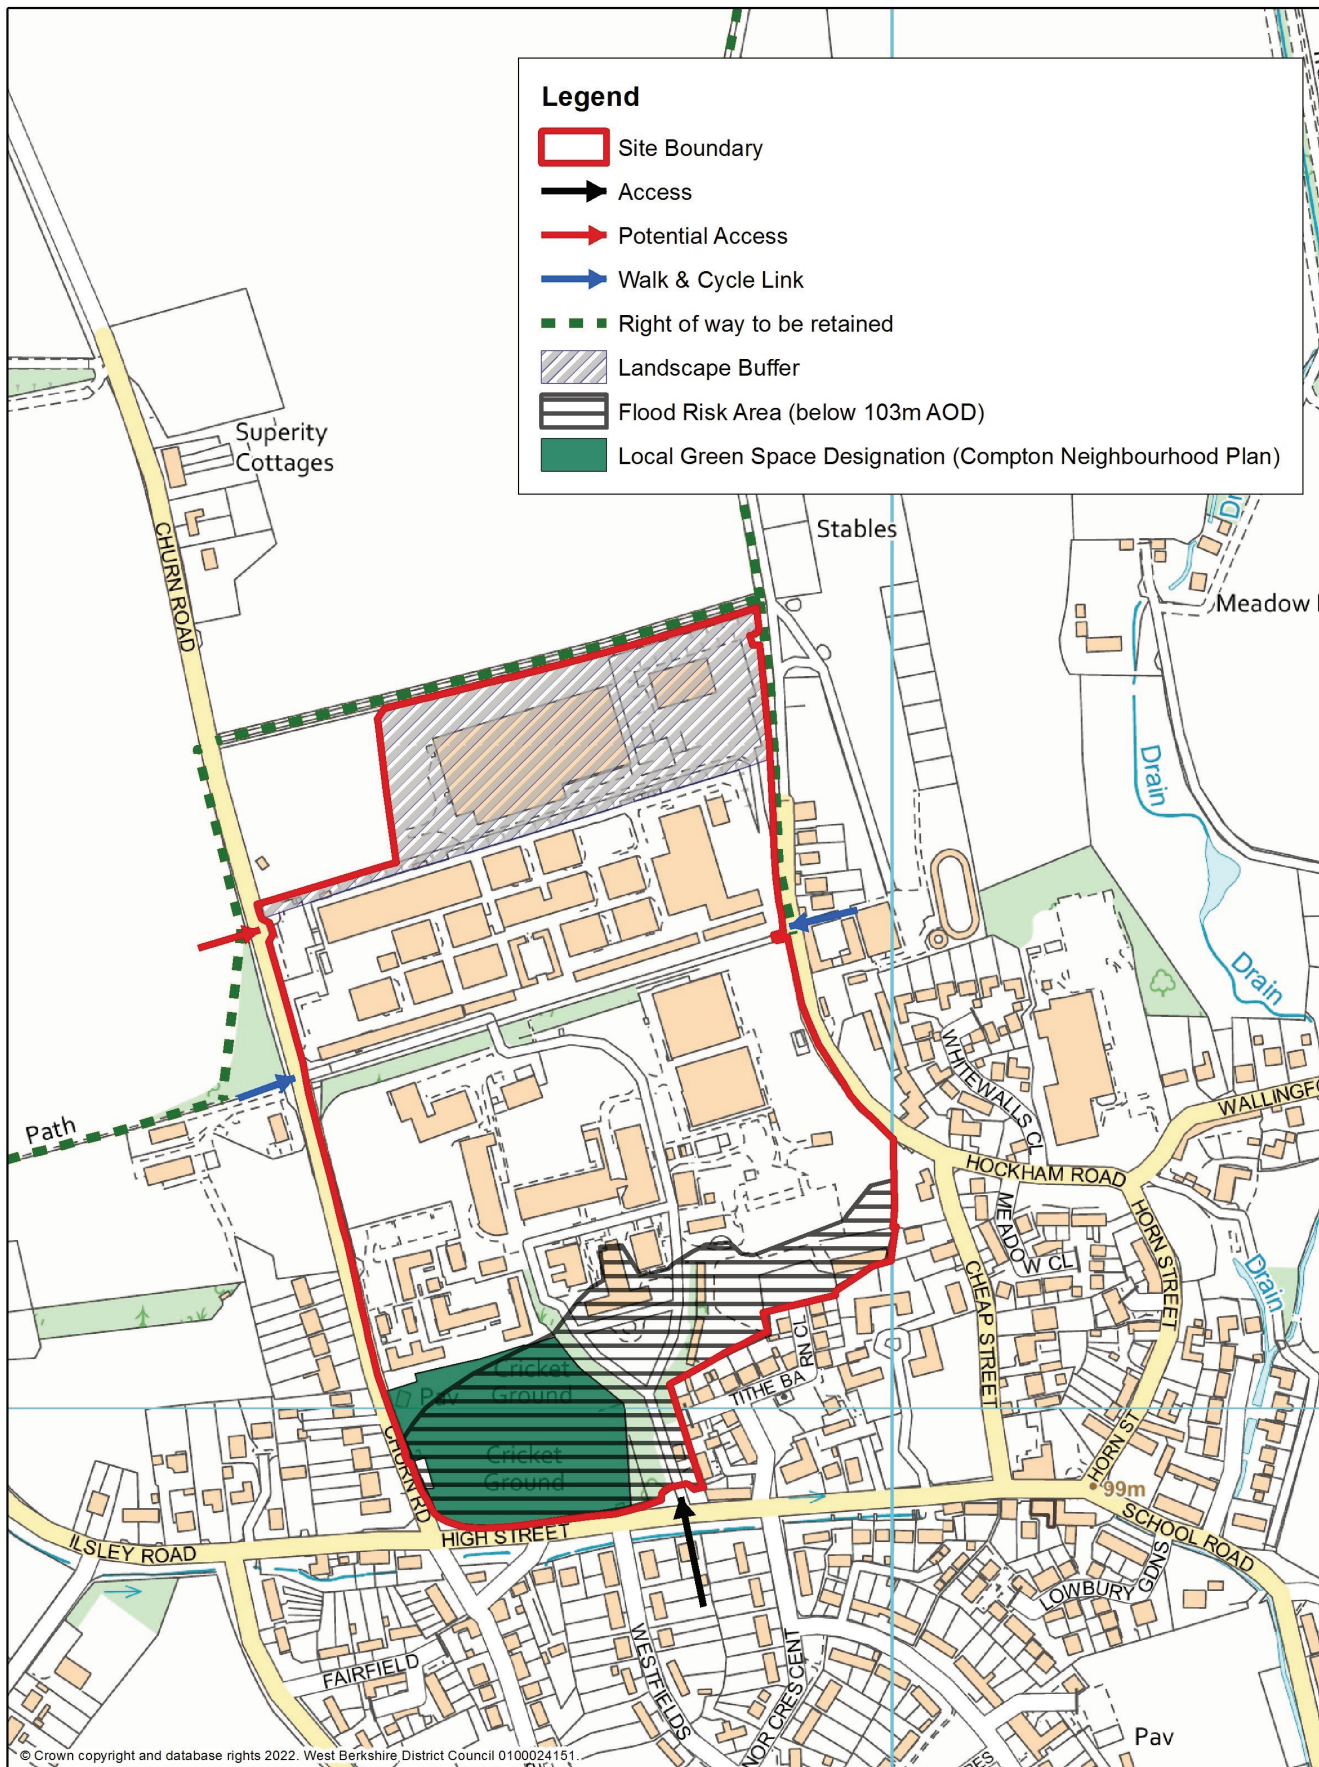 Legend
Site Boundary
Access
Potential Access
Walk & Cycle Link
Right of way to be retained
Landscape Buffer
Flood Risk Area (below 103m AOD)
Local Green Space Designation (Compton Neighbourhood Plan)
Superity
Cottages
Stables
Meadow
CHURN ROAD
Drain
Drain
Path
WHITEWALLS CL
WALLINGFO
HOCKHAM ROAD
MEADOW CL
HORN STREET
Drain
CHEAP STREET
TITHE BARN CL
Cricket
Ground
Pav
Cricket
Ground
CHURN RD
HORN ST
99m
HIGH STREET
SCHOOL ROAD
ILSLEY ROAD
LOWBURY GDNS
FAIRFIELD
WESTFIELDS
NOR CRESCENT
Pav
© Crown copyright and database rights 2022. West Berkshire District Council 0100024151.